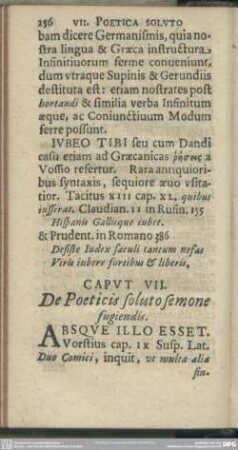 256 VII. POETICA SOLVTO
bam dicere Germanismis, quia no-
stra lingua & Græca instructura
Infinitiuorum ferme conueniunt,
dum vtraque Supinis & Gerundiis
destituta est: etiam nostrates post
hortandi & similia verba Infinitum
æque, ac Coniunctiuum Modum
ferre possunt.
IVBEO TIBI seu cum Dandi
casu etiam ad Græcanicas ῥήσεις a
Vossio refertur. Rara antiquiori-
bus syntaxis, sequiore æuo vsita-
tior. Tacitus XIII cap. XL, quibus
iusserat. Claudian. II in Rufin. 135
Hispanis Gallisque iubet.
& Prudent. in Romano 386
Desiste Iudex sæculi tantum nefas
Viris iubere fortibus & liberis.
CAPVT VII.
De Poeticis soluto semone
fugiendis.
ABSQVE ILLO ESSET.
Vorstius cap. IX Susp. Lat.
Duo Comici, inquit, vt multa alia
sin-